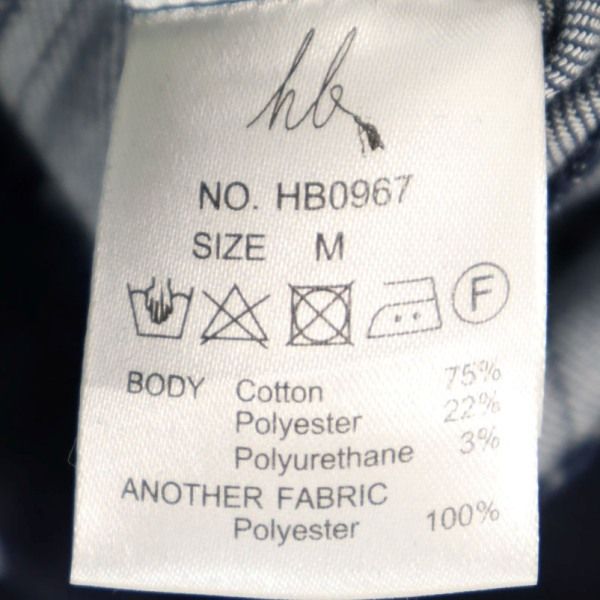 hb
NO. HB0967
SIZE M
F
BODY Cotton 75%
Polyester 22%
Polyurethane 3%
ANOTHER FABRIC
Polyester 100%